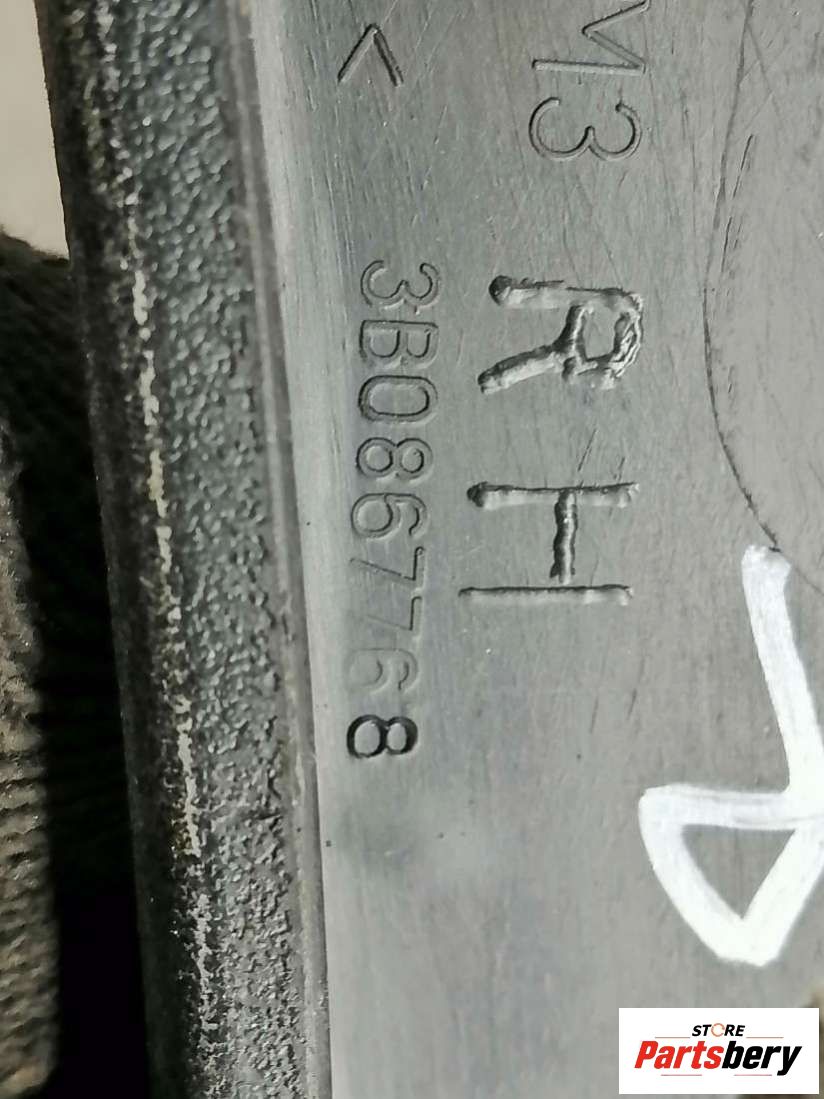 M3 RH
< 3B0867768
STORE
Partsbery